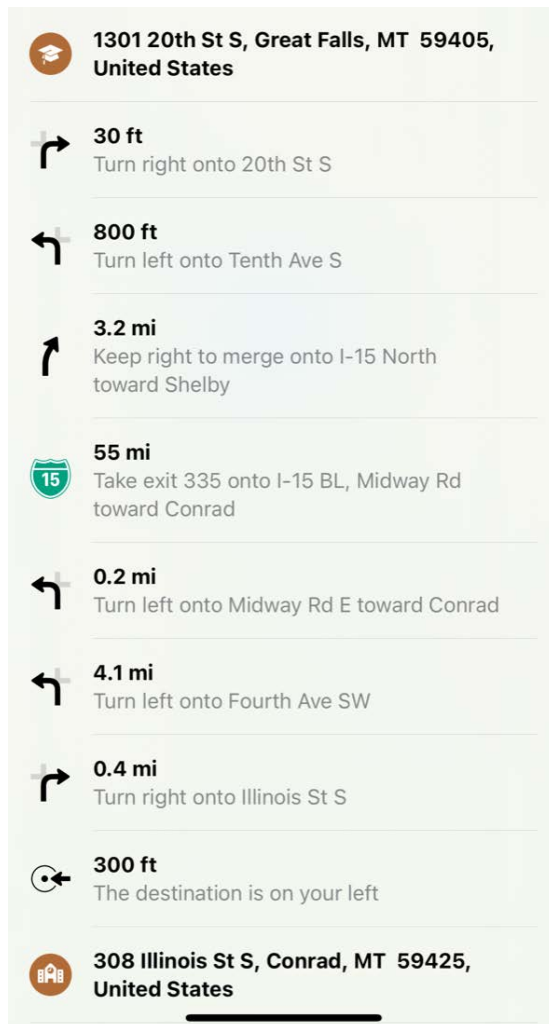 1301 20th St S, Great Falls, MT  59405,
United States
30 ft
Turn right onto 20th St S
800 ft
Turn left onto Tenth Ave S
3.2 mi
Keep right to merge onto I-15 North
toward Shelby
55 mi
15
Take exit 335 onto I-15 BL, Midway Rd
toward Conrad
0.2 mi
Turn left onto Midway Rd E toward Conrad
4.1 mi
Turn left onto Fourth Ave SW
0.4 mi
Turn right onto Illinois St S
300 ft
The destination is on your left
308 Illinois St S, Conrad, MT  59425,
United States